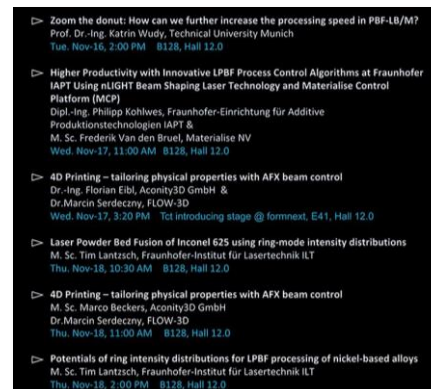 Zoom the donut: How can we further increase the processing speed in PBF-LB/M?
Prof. Dr.-Ing. Katrin Wudy, Technical University Munich
Tue. Nov-16, 2:00 PM B128, Hall 12.0
Higher Productivity with Innovative LPBF Process Control Algorithms at Fraunhofer
IAPT Using nLIGHT Beam Shaping Laser Technology and Materialise Control
Platform (MCP)
Dipl.-Ing. Philipp Kohlwes, Fraunhofer-Einrichtung für Additive
Produktionstechnologien IAPT &
M. Sc. Frederik Van den Bruel, Materialise NV
Wed. Nov-17, 11:00 AM B128, Hall 12.0
4D Printing – tailoring physical properties with AFX beam control
Dr.-Ing. Florian Eibl, Aconity3D GmbH &
Dr.Marcin Serdeczny, FLOW-3D
Wed. Nov-17, 3:20 PM Tct introducing stage @ formnext, E41, Hall 12.0
Laser Powder Bed Fusion of Inconel 625 using ring-mode intensity distributions
M. Sc. Tim Lantzsch, Fraunhofer-Institut für Lasertechnik ILT
Thu. Nov-18, 10:30 AM B128, Hall 12.0
4D Printing – tailoring physical properties with AFX beam control
M. Sc. Marco Beckers, Aconity3D GmbH
Dr.Marcin Serdeczny, FLOW-3D
Thu. Nov-18, 11:00 AM B128, Hall 12.0
Potentials of ring intensity distributions for LPBF processing of nickel-based alloys
M. Sc. Tim Lantzsch, Fraunhofer-Institut für Lasertechnik ILT
Thu. Nov-18, 2:00 PM B128, Hall 12.0